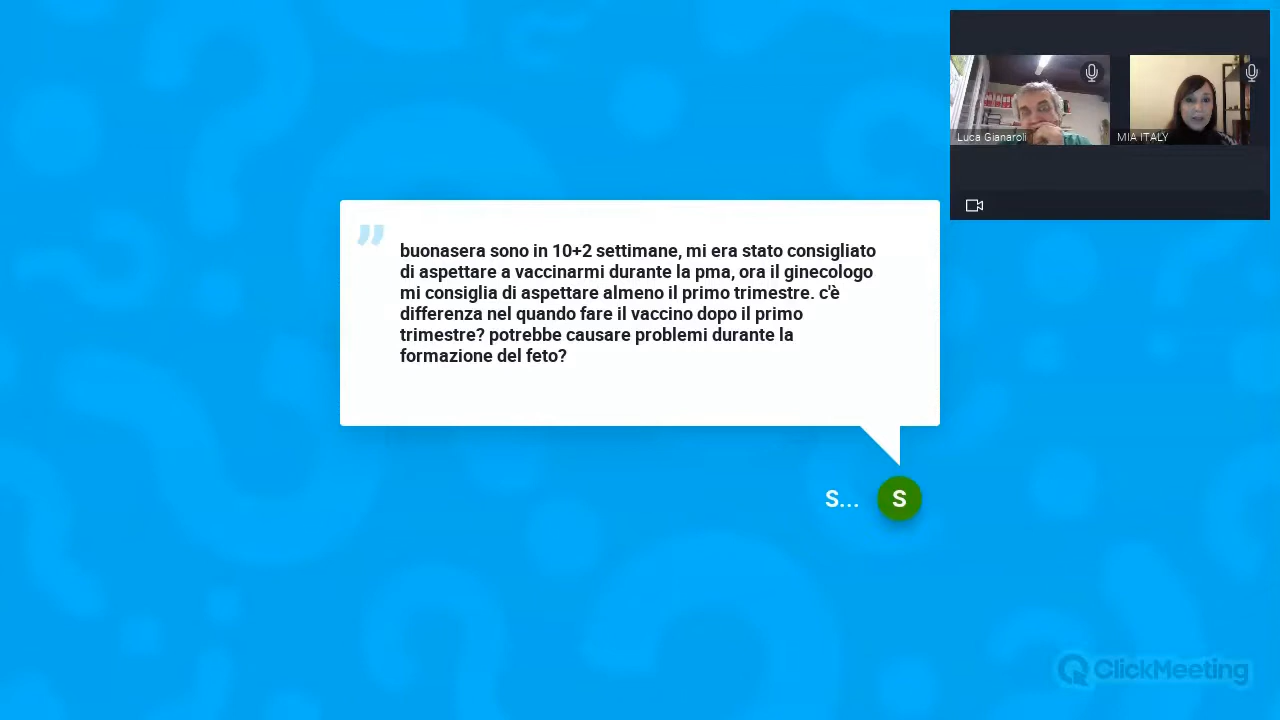 Luca Gianaroli
MIA ITALY
buonasera sono in 10+2 settimane, mi era stato consigliato
di aspettare a vaccinarmi durante la pma, ora il ginecologo
mi consiglia di aspettare almeno il primo trimestre. c'è
differenza nel quando fare il vaccino dopo il primo
trimestre? potrebbe causare problemi durante la
formazione del feto?
S...
S
ClickMeeting